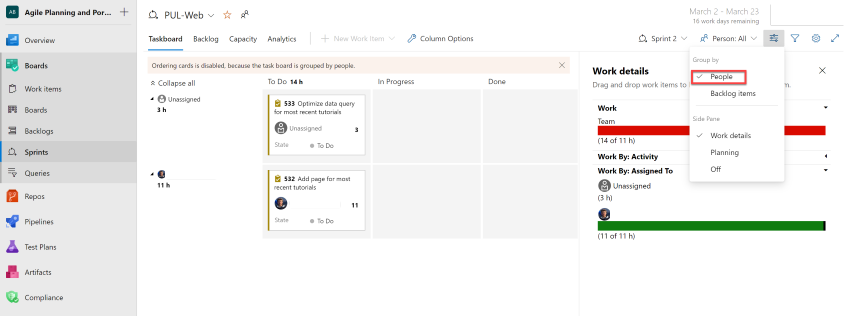 AB Agile Planning and Por... +
Overview
Boards
Work items
Boards
Backlogs
Sprints
Queries
Repos
Pipelines
Test Plans
Artifacts
Compliance
PUL-Web
March 2 - March 23
16 work days remaining
Taskboard Backlog Capacity Analytics + New Work Item Column Options Sprint 2 Person: All
Ordering cards is disabled, because the task board is grouped by people.
Collapse all
To Do 14 h
In Progress
Done
Unassigned
3 h
533 Optimize data query
for most recent tutorials
Unassigned 3
State To Do
11 h
532 Add page for most
recent tutorials
11
State To Do
Group by
People
Backlog items
Side Pane
Work details
Planning
Off
Work details
Drag and drop work items to
m.
Work
Team
(14 of 11 h)
Work By: Activity
Work By: Assigned To
Unassigned
(3 h)
(11 of 11 h)